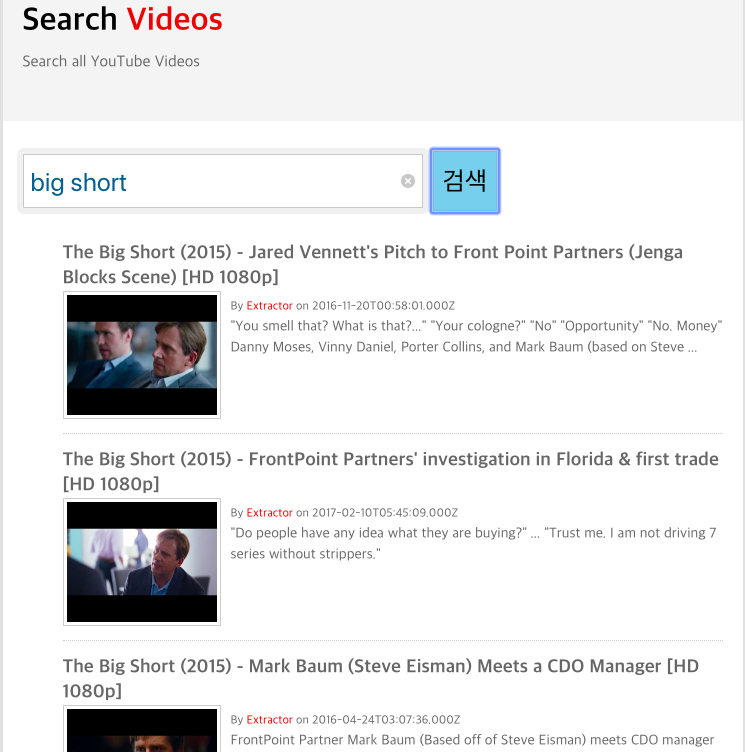 Search Videos
Search all YouTube Videos
big short
검색
The Big Short (2015) - Jared Vennett's Pitch to Front Point Partners (Jenga
Blocks Scene) [HD 1080p]
By Extractor on 2016-11-20T00:58:01.000Z
"You smell that? What is that?..." "Your cologne?" "No" "Opportunity" "No. Money"
Danny Moses, Vinny Daniel, Porter Collins, and Mark Baum (based on Steve ...
The Big Short (2015) - FrontPoint Partners' investigation in Florida & first trade
[HD 1080p]
By Extractor on 2017-02-10T05:45:09.000Z
"Do people have any idea what they are buying?" ... "Trust me. I am not driving 7
series without strippers."
The Big Short (2015) - Mark Baum (Steve Eisman) Meets a CDO Manager [HD
1080p]
By Extractor on 2016-04-24T03:07:36.000Z
FrontPoint Partner Mark Baum (Based off of Steve Eisman) meets CDO manager